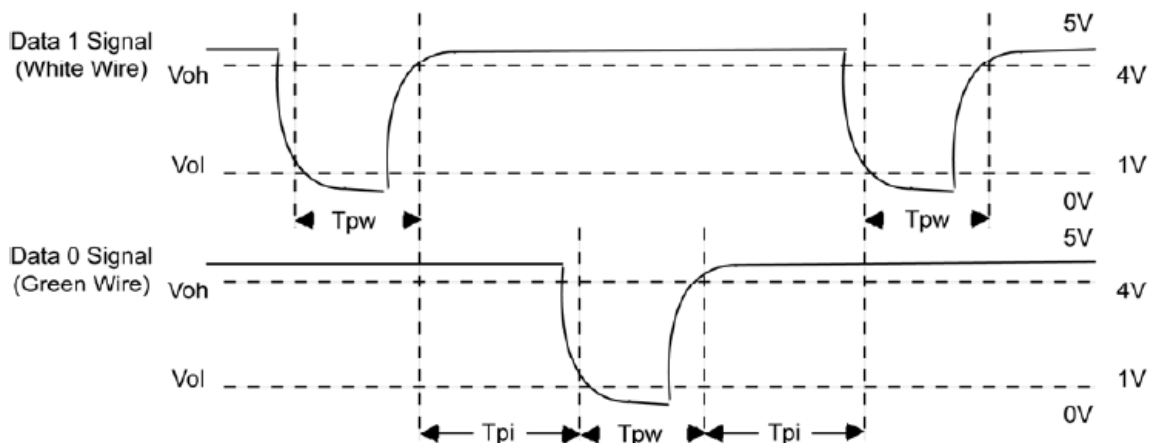 5V
Data 1 Signal
(White Wire)
Voh
4V
Vol
1V
0V
Tpw
Tpw
5V
Data 0 Signal
(Green Wire)
Voh
4V
Vol
1V
0V
Tpi
Tpw
Tpi